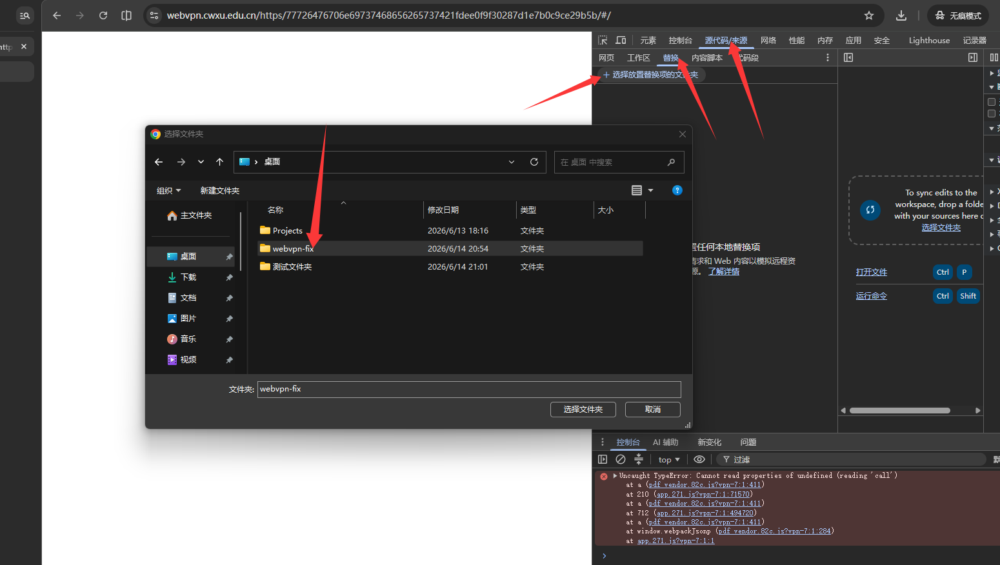 webvpn.cwxu.edu.cn/https/77726476706e69737468656265737421fdee0f9f30287d1e7b0c9ce29b5b/#/
无痕模式
元素 控制台 源代码/来源 网络 性能 内存 应用 安全 Lighthouse 记录器
网页 工作区 替换 内容脚本 代码段
+ 选择放置替换项的文件夹
选择文件夹
桌面
在 桌面 中搜索
组织 新建文件夹
名称 修改日期 类型 大小
主文件夹
Projects 2026/6/13 18:16 文件夹
webvpn-fix 2026/6/14 20:54 文件夹
测试文件夹 2026/6/14 21:01 文件夹
桌面
下载
文档
图片
音乐
视频
文件夹: webvpn-fix
选择文件夹 取消
置任何本地替换项
请求和 Web 内容以模拟远程资
源。 了解详情
To sync edits to the
workspace, drop a folde
with your sources here o
选择文件夹
打开文件 Ctrl P
运行命令 Ctrl Shift
控制台 AI 辅助 新变化 问题
top 过滤
Uncaught TypeError: Cannot read properties of undefined (reading 'call')
at a (pdf_vendor.82c.js?vpn-7:1:411)
at 210 (app.271.js?vpn-7:1:71570)
at a (pdf_vendor.82c.js?vpn-7:1:411)
at 712 (app.271.js?vpn-7:1:494720)
at a (pdf_vendor.82c.js?vpn-7:1:411)
at window.webpackJsonp (pdf_vendor.82c.js?vpn-7:1:284)
at app.271.js?vpn-7:1:1